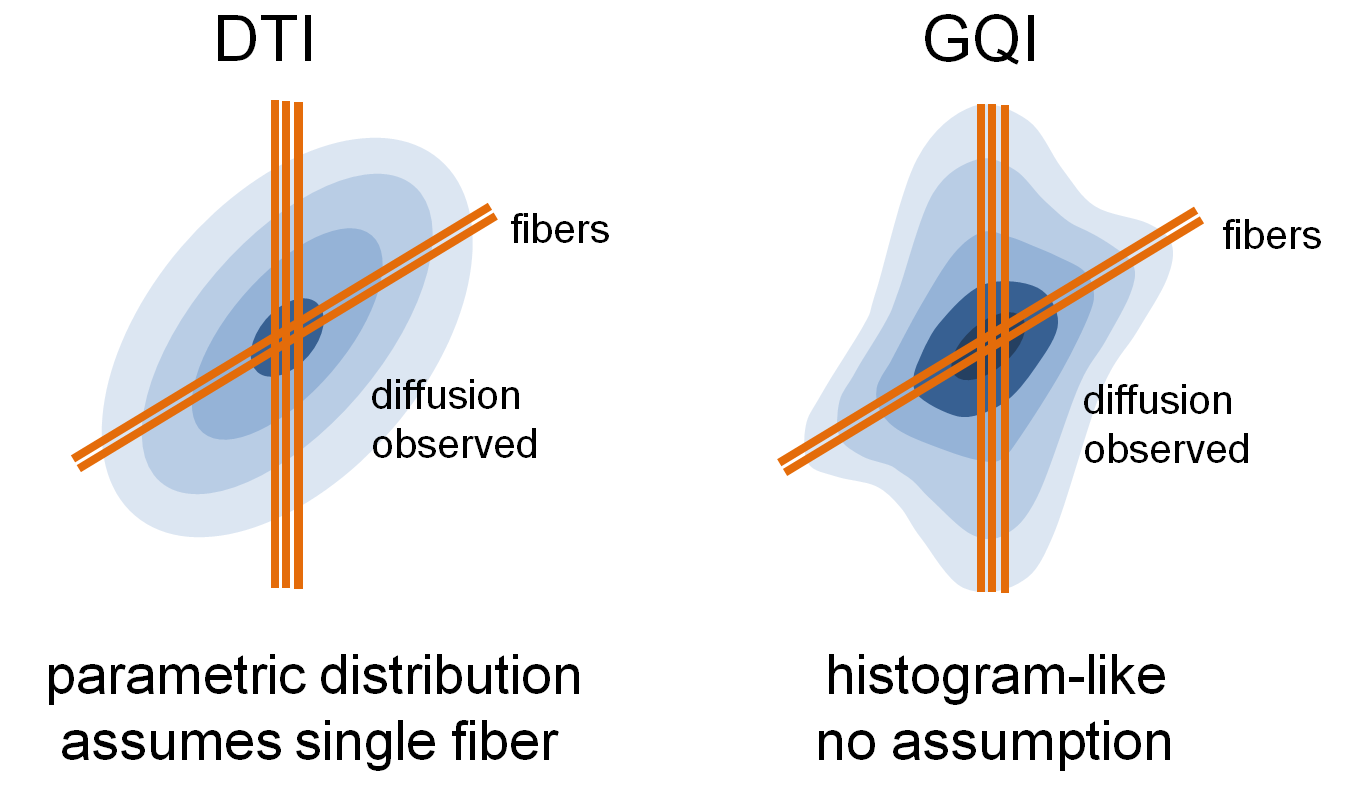 DTI
fibers
diffusion
observed
parametric distribution
assumes single fiber
GQI
fibers
diffusion
observed
histogram-like
no assumption